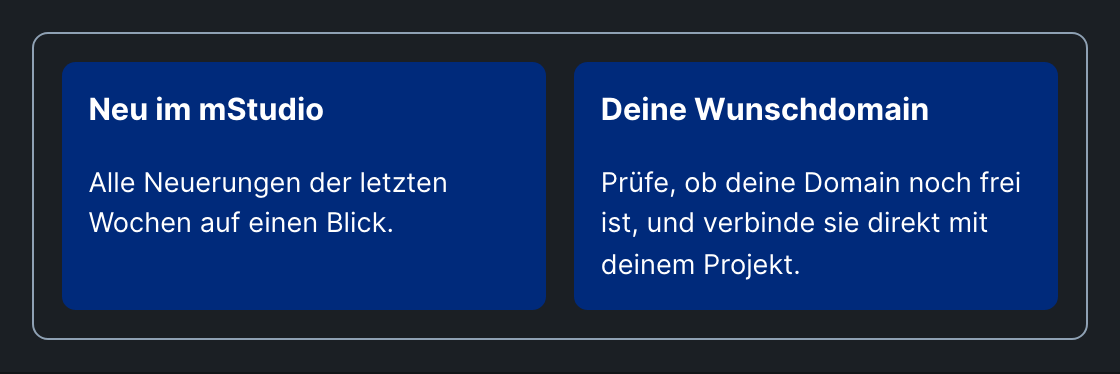 Neu im mStudio
Alle Neuerungen der letzten
Wochen auf einen Blick.
Deine Wunschdomain
Prüfe, ob deine Domain noch frei
ist, und verbinde sie direkt mit
deinem Projekt.